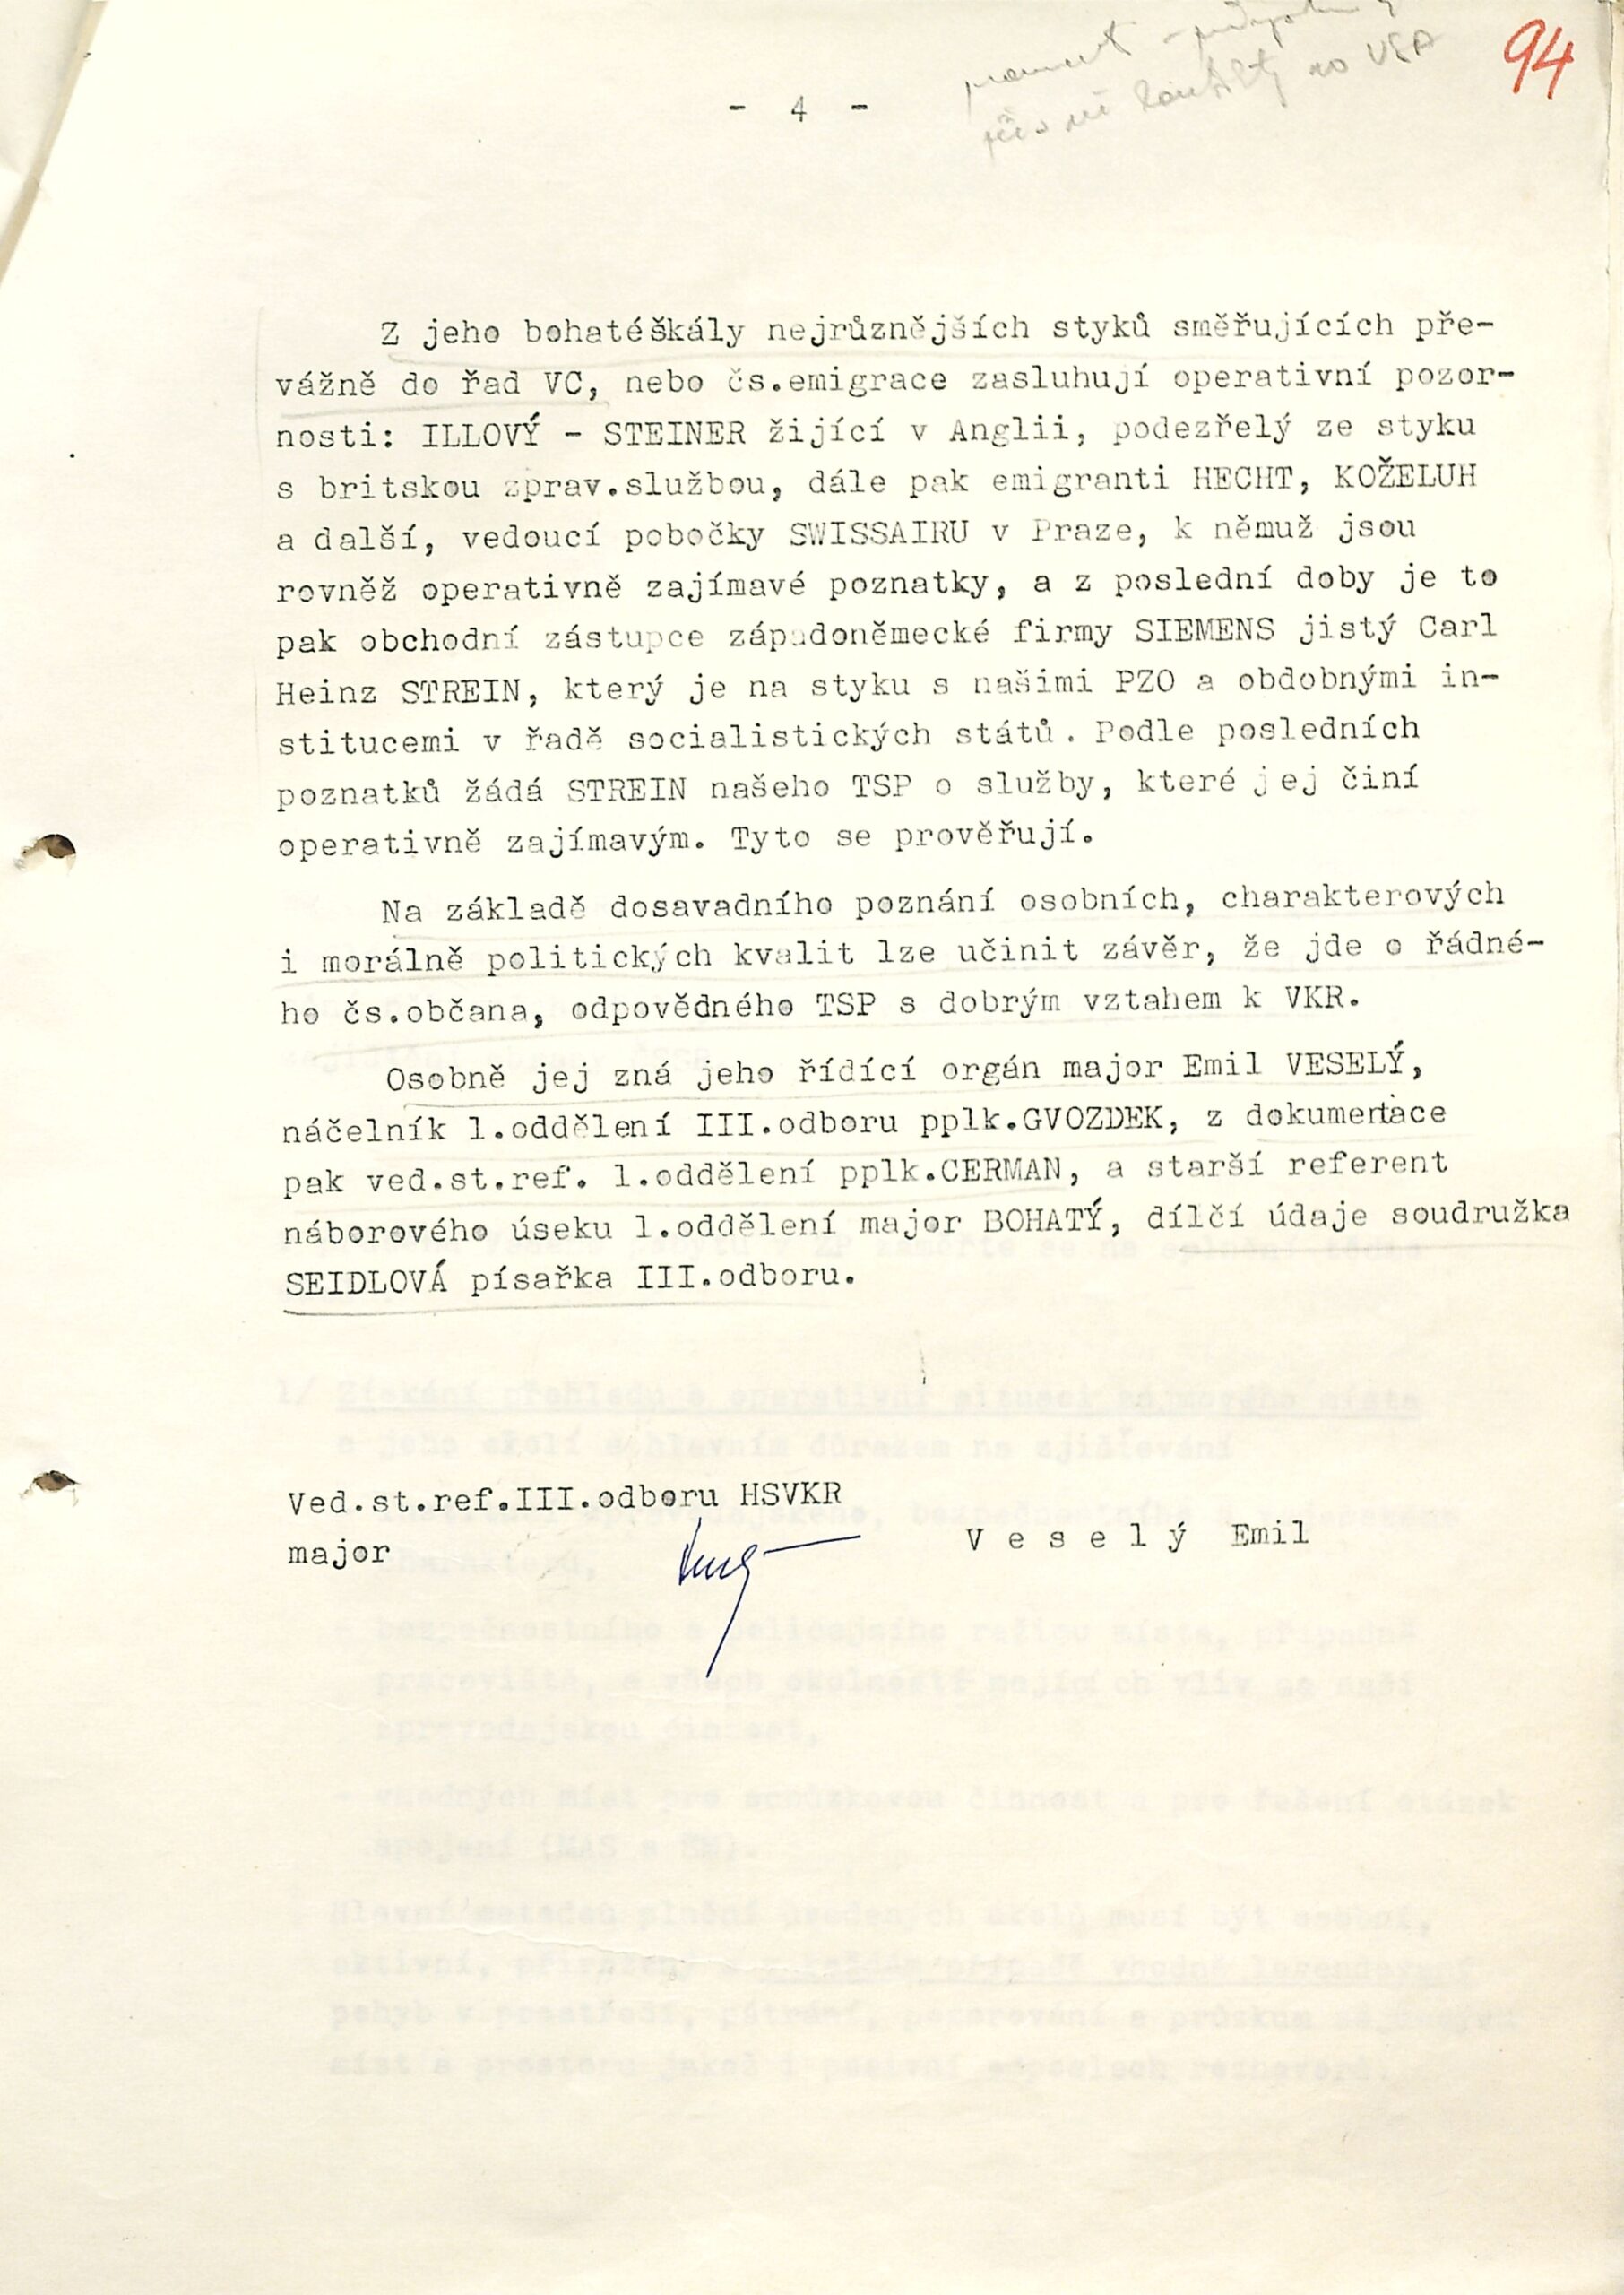 94
- 4 -
Z jeho bohatéškály nejrůznějších styků směřujících pře-
vážně do řad VC, nebo čs.emigrace zasluhují operativní pozor-
nosti: ILLOVÝ - STEINER žijící v Anglii, podezřelý ze styku
s britskou zprav.službou, dále pak emigranti HECHT, KOŽELUH
a další, vedoucí pobočky SWISSAIRU v Praze, k němuž jsou
rovněž operativně zajímavé poznatky, a z poslední doby je to
pak obchodní zástupce západoněmecké firmy SIEMENS jistý Carl
Heinz STREIN, který je na styku s našimi PZO a obdobnými in-
stitucemi v řadě socialistických států. Podle posledních
poznatků žádá STREIN našeho TSP o služby, které jej činí
operativně zajímavým. Tyto se prověřují.
Na základě dosavadního poznání osobních, charakterových
i morálně politických kvalit lze učinit závěr, že jde o řádné-
ho čs.občana, odpovědného TSP s dobrým vztahem k VKR.
Osobně jej zná jeho řídící orgán major Emil VESELÝ,
náčelník 1.oddělení III.odboru pplk.GVOZDEK, z dokumentace
pak ved.st.ref. 1.oddělení pplk.CERMAN, a starší referent
náborového úseku 1.oddělení major BOHATÝ, dílčí údaje soudružka
SEIDLOVÁ písařka III.odboru.
Ved.st.ref.III.odboru HSVKR
major
V e s e l ý Emil